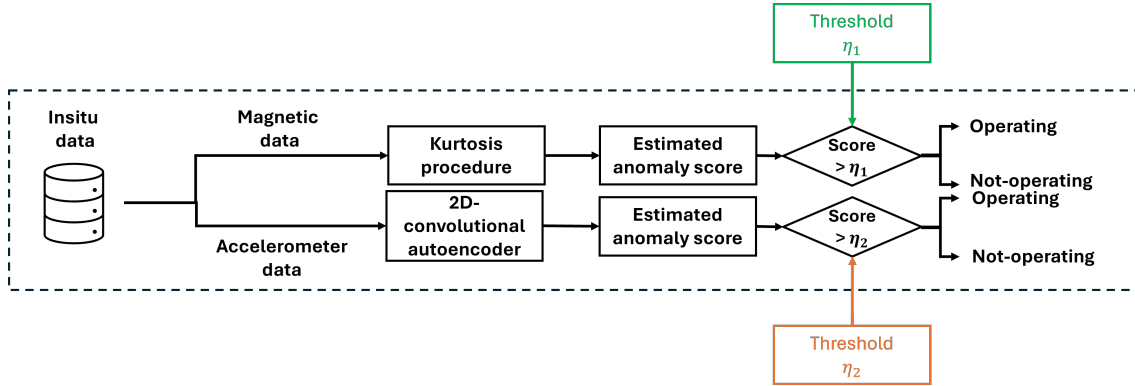 Threshold
η₁
Insitu
data
Magnetic
data
Kurtosis
procedure
Estimated
anomaly score
Score
> η₁
Operating
Not-operating
Accelerometer
data
2D-
convolutional
autoencoder
Estimated
anomaly score
Score
> η₂
Operating
Not-operating
Threshold
η₂